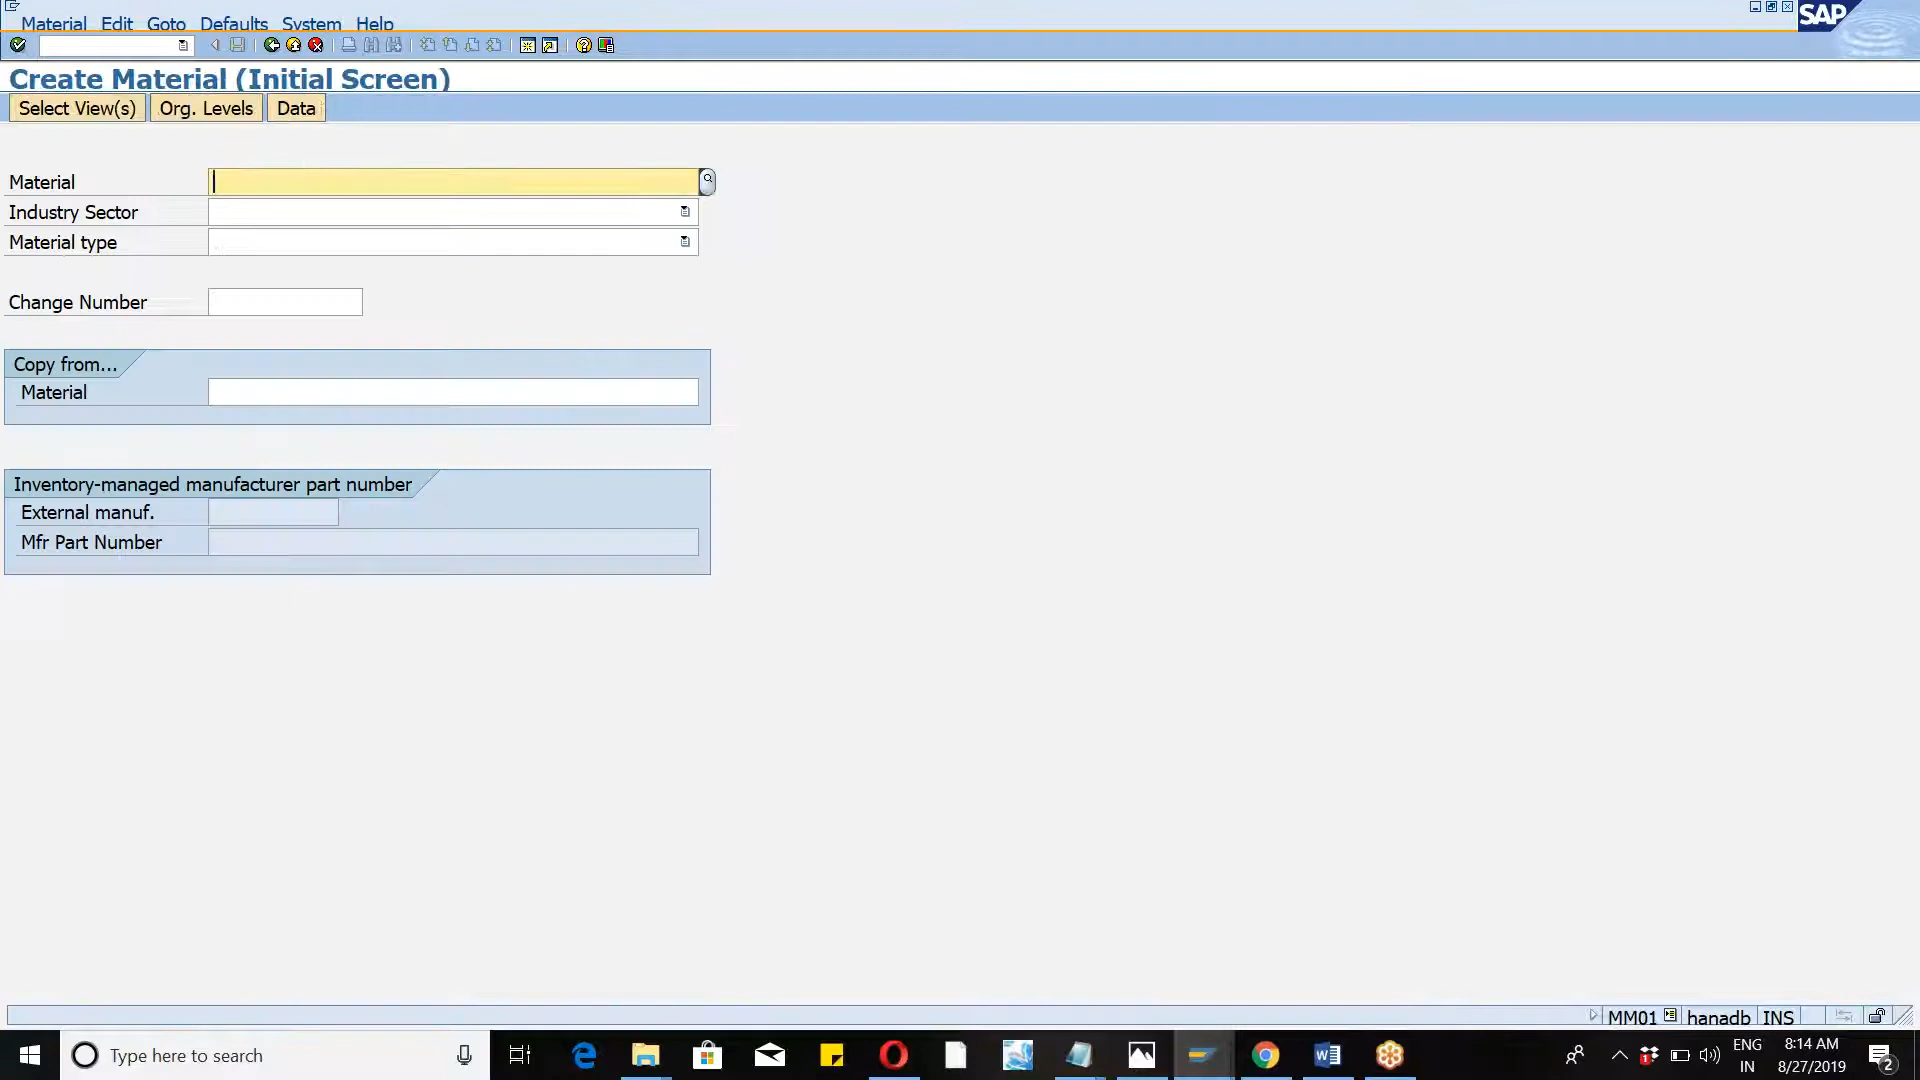 Material Edit Goto Defaults System Help
SAP
Create Material (Initial Screen)
Select View(s) Org. Levels Data
Material
Industry Sector
Material type
Change Number
Copy from...
Material
Inventory-managed manufacturer part number
External manuf.
Mfr Part Number
MM01 hanadb INS
Type here to search
ENG 8:14 AM
IN 8/27/2019
1
2